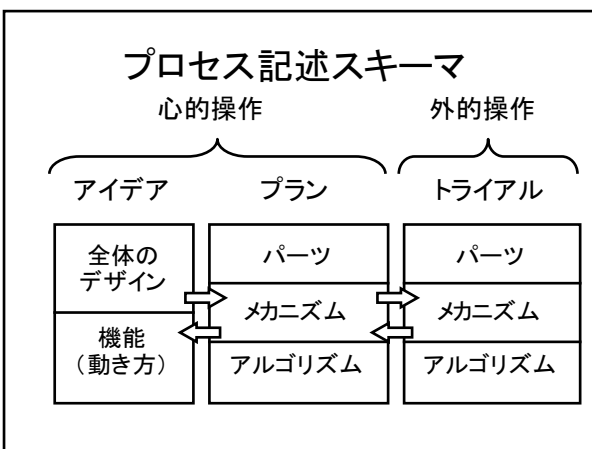 プロセス記述スキーマ
心的操作
外的操作
アイデア
プラン
トライアル
全体の
デザイン
機能
(動き方)
パーツ
メカニズム
アルゴリズム
パーツ
メカニズム
アルゴリズム